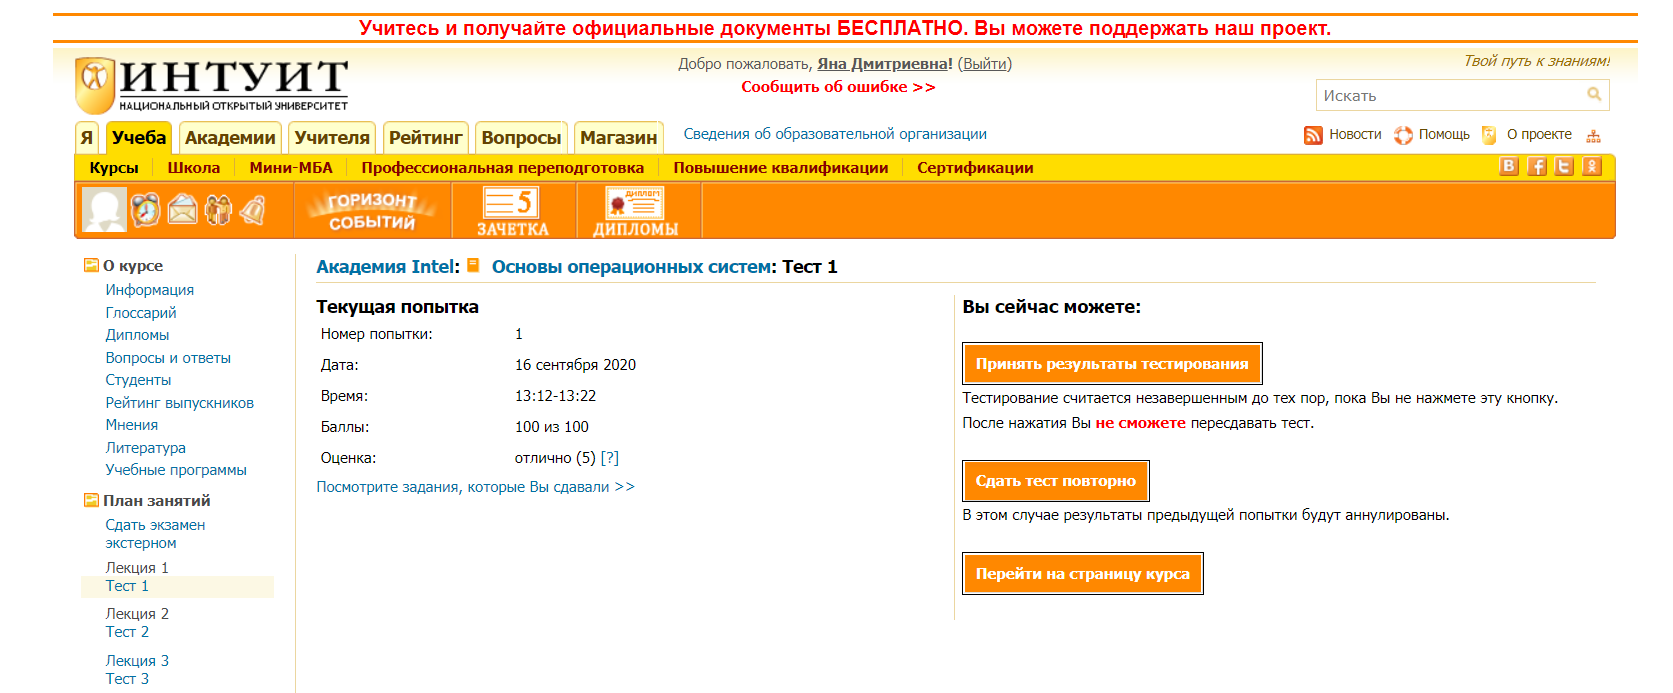 Учитесь и получайте официальные документы БЕСПЛАТНО. Вы можете поддержать наш проект.
ИНТУИТ
НАЦИОНАЛЬНЫЙ ОТКРЫТЫЙ УНИВЕРСИТЕТ
Добро пожаловать, Яна Дмитриевна! (Выйти)
Сообщить об ошибке >>
Твой путь к знаниям!
Искать
Я Учеба Академии Учителя Рейтинг Вопросы Магазин Сведения об образовательной организации
Новости Помощь О проекте
Курсы Школа Мини-МБА Профессиональная переподготовка Повышение квалификации Сертификации
ГОРИЗОНТ
СОБЫТИЙ
5
ЗАЧЕТКА
ДИПЛОМ
ДИПЛОМЫ
О курсе
Информация
Глоссарий
Дипломы
Вопросы и ответы
Студенты
Рейтинг выпускников
Мнения
Литература
Учебные программы
План занятий
Сдать экзамен
экстерном
Лекция 1
Тест 1
Лекция 2
Тест 2
Лекция 3
Тест 3
Академия Intel: Основы операционных систем: Тест 1
Текущая попытка
Номер попытки: 1
Дата: 16 сентября 2020
Время: 13:12-13:22
Баллы: 100 из 100
Оценка: отлично (5) [?]
Посмотрите задания, которые Вы сдавали >>
Вы сейчас можете:
Принять результаты тестирования
Тестирование считается незавершенным до тех пор, пока Вы не нажмете эту кнопку.
После нажатия Вы не сможете пересдавать тест.
Сдать тест повторно
В этом случае результаты предыдущей попытки будут аннулированы.
Перейти на страницу курса